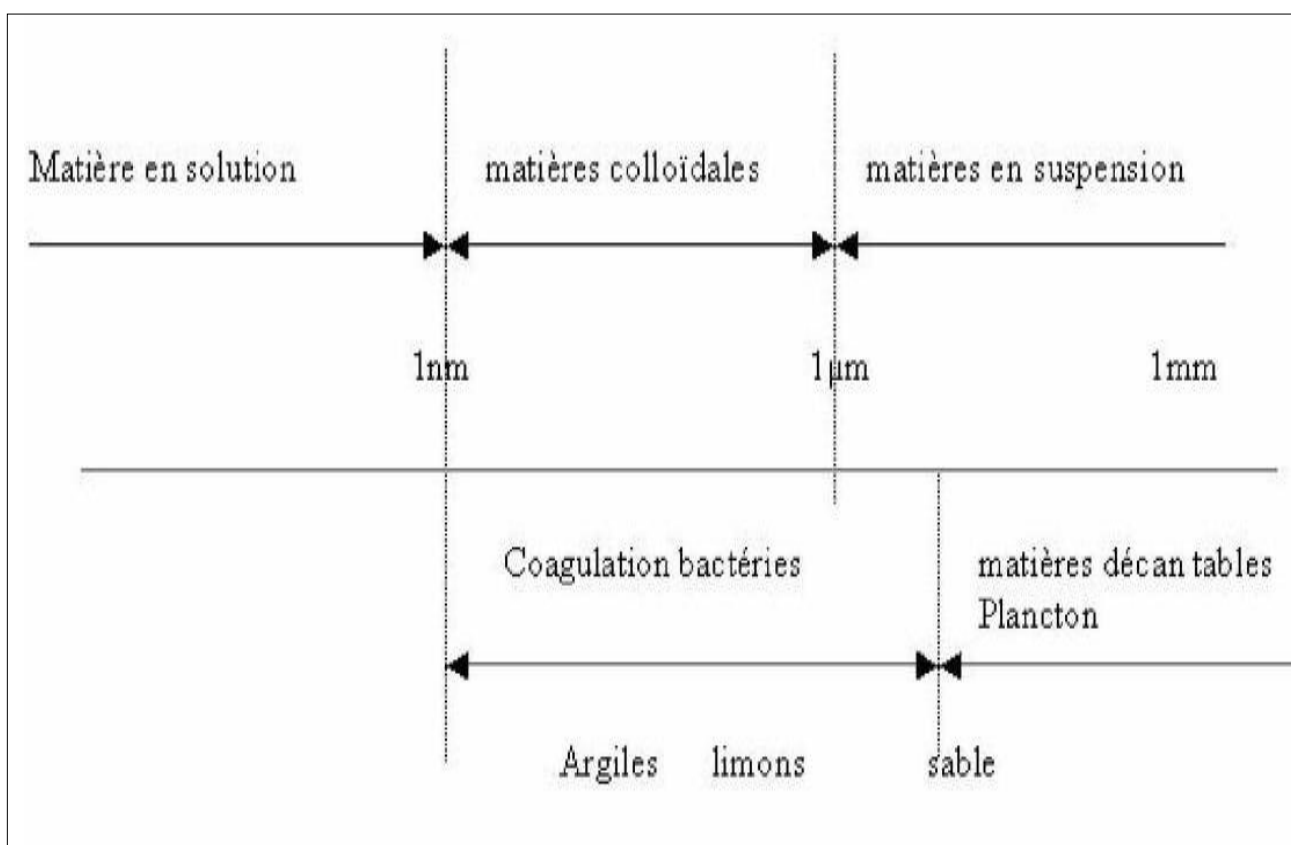 Matière en solution matières colloïdales matières en suspension
1nm 1µm 1mm
Coagulation bactéries matières décan tables
Plancton
Argiles limons sable